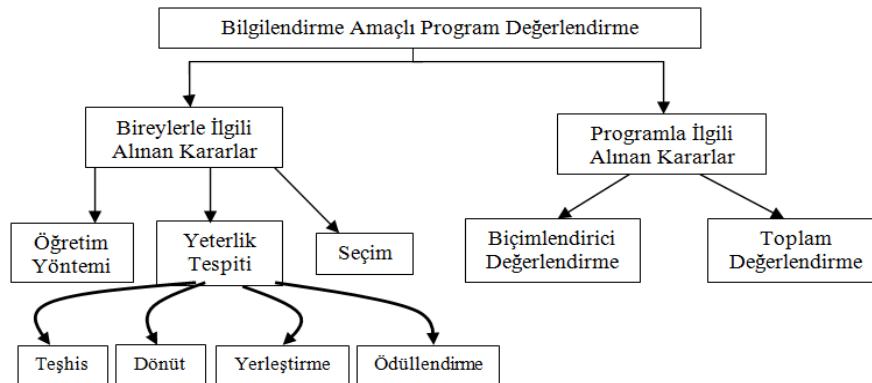 Bilgilendirme Amaçlı Program Değerlendirme
Bireylerle İlgili
Alınan Kararlar
Programla İlgili
Alınan Kararlar
Öğretim
Yöntemi
Yeterlik
Tespiti
Seçim
Biçimlendirici
Değerlendirme
Toplam
Değerlendirme
Teşhis
Dönüt
Yerleştirme
Ödüllendirme